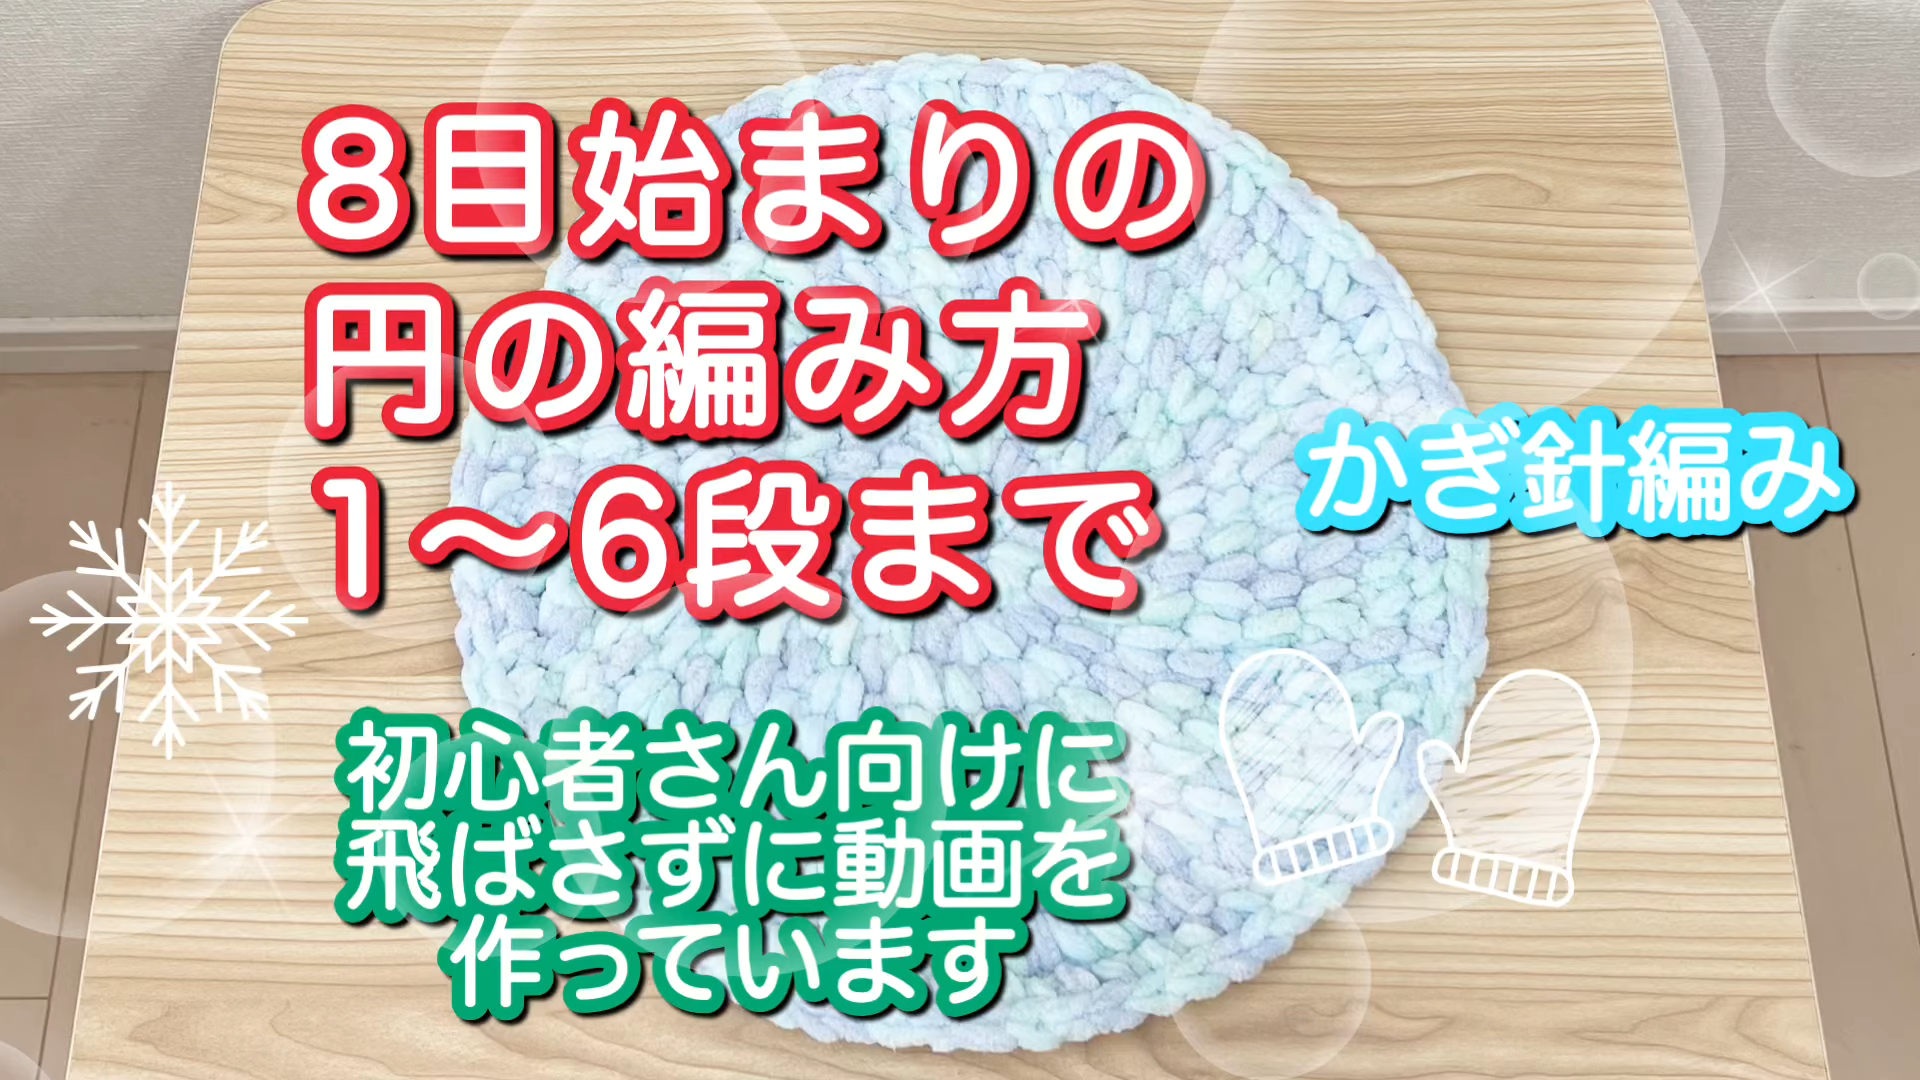 8目始まりの
円の編み方
1〜6段まで
かぎ針編み
初心者さん向けに
飛ばさずに動画を
作っています